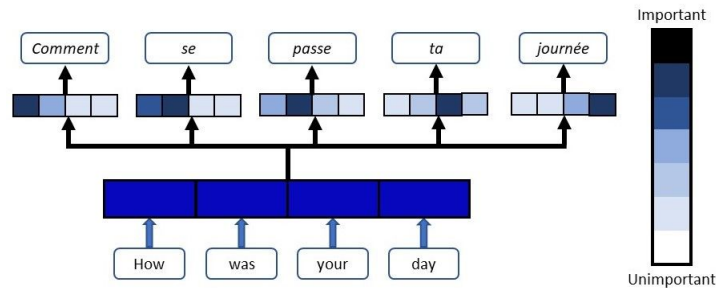 Important
Comment
se
passe
ta
journée
How
was
your
day
Unimportant